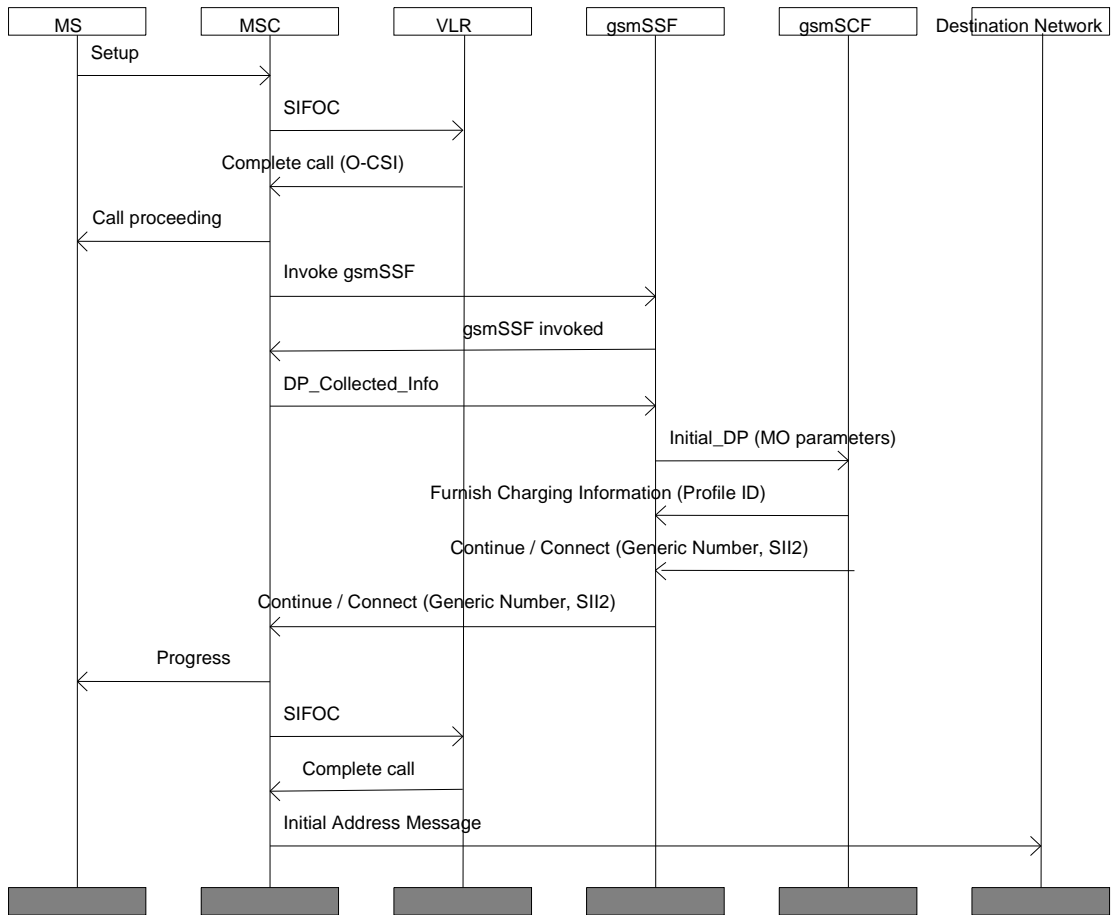 MS
MSC
VLR
gsmSSF
gsmSCF
Destination Network
Setup
SIFOC
Complete call (O-CSI)
Call proceeding
Invoke gsmSSF
gsmSSF invoked
DP_Collected_Info
Initial_DP (MO parameters)
Furnish Charging Information (Profile ID)
Continue / Connect (Generic Number, SII2)
Continue / Connect (Generic Number, SII2)
Progress
SIFOC
Complete call
Initial Address Message